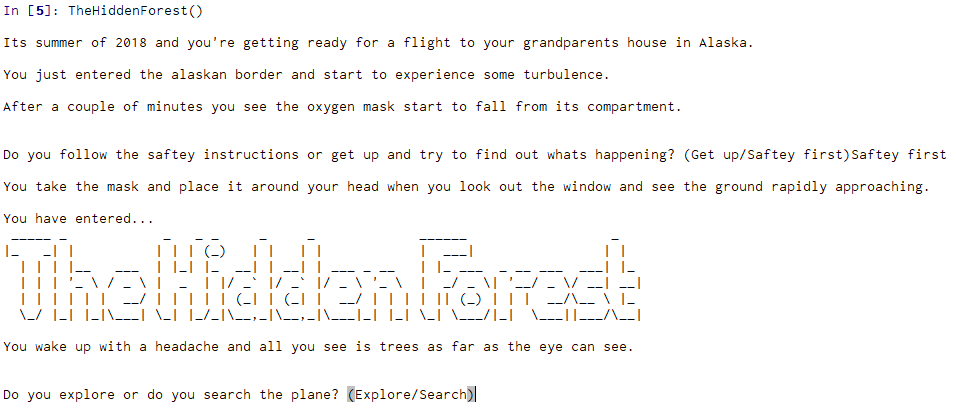 In [5]: TheHiddenForest()
Its summer of 2018 and you're getting ready for a flight to your grandparents house in Alaska.
You just entered the alaskan border and start to experience some turbulence.
After a couple of minutes you see the oxygen mask start to fall from its compartment.
Do you follow the saftey instructions or get up and try to find out whats happening? (Get up/Saftey first)Saftey first
You take the mask and place it around your head when you look out the window and see the ground rapidly approaching.
You have entered...
The Hidden Forest
You wake up with a headache and all you see is trees as far as the eye can see.
Do you explore or do you search the plane? (Explore/Search)